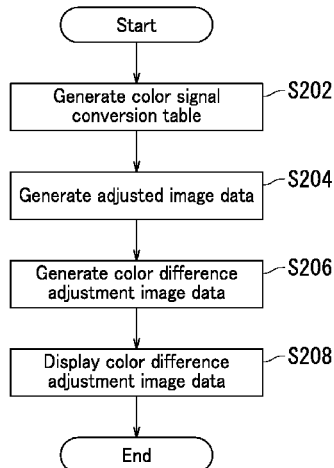 Start
Generate color signal
conversion table
S202
Generate adjusted image data
S204
Generate color difference
adjustment image data
S206
Display color difference
adjustment image data
S208
End